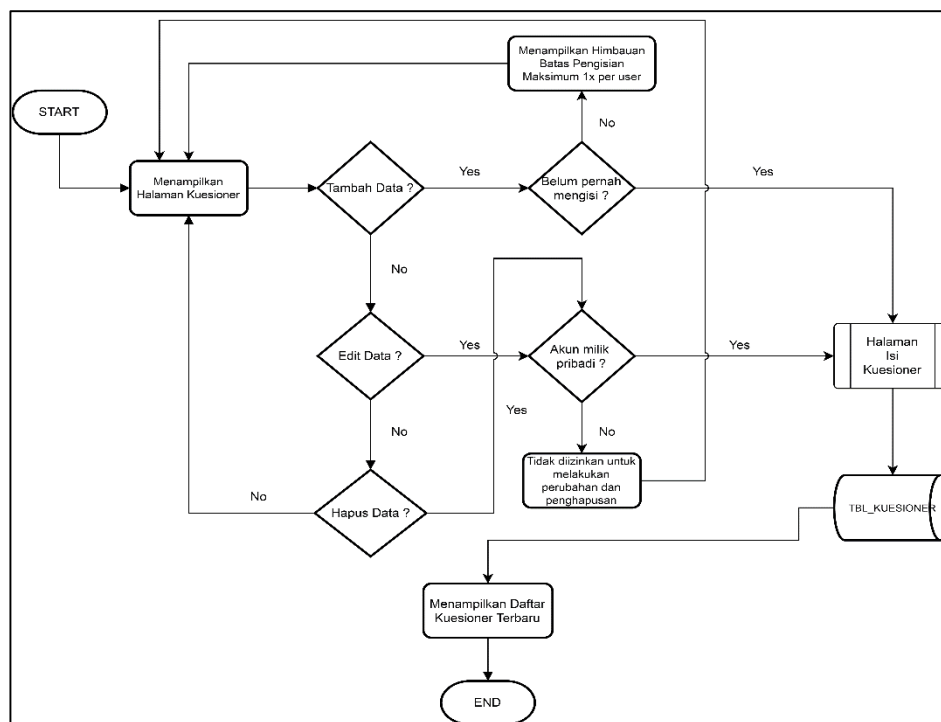 Menampilkan Himbauan
Batas Pengisian
Maksimum 1x per user
START
No
Menampilkan
Halaman Kuesioner
Tambah Data ?
Yes
Belum pernah
mengisi ?
Yes
No
Edit Data ?
Yes
Akun milik
pribadi ?
Yes
Halaman
Isi
Kuesioner
No
Yes
No
No
Hapus Data ?
Tidak diizinkan untuk
melakukan
perubahan dan
penghapusan
TBL_KUESIONER
Menampilkan Daftar
Kuesioner Terbaru
END